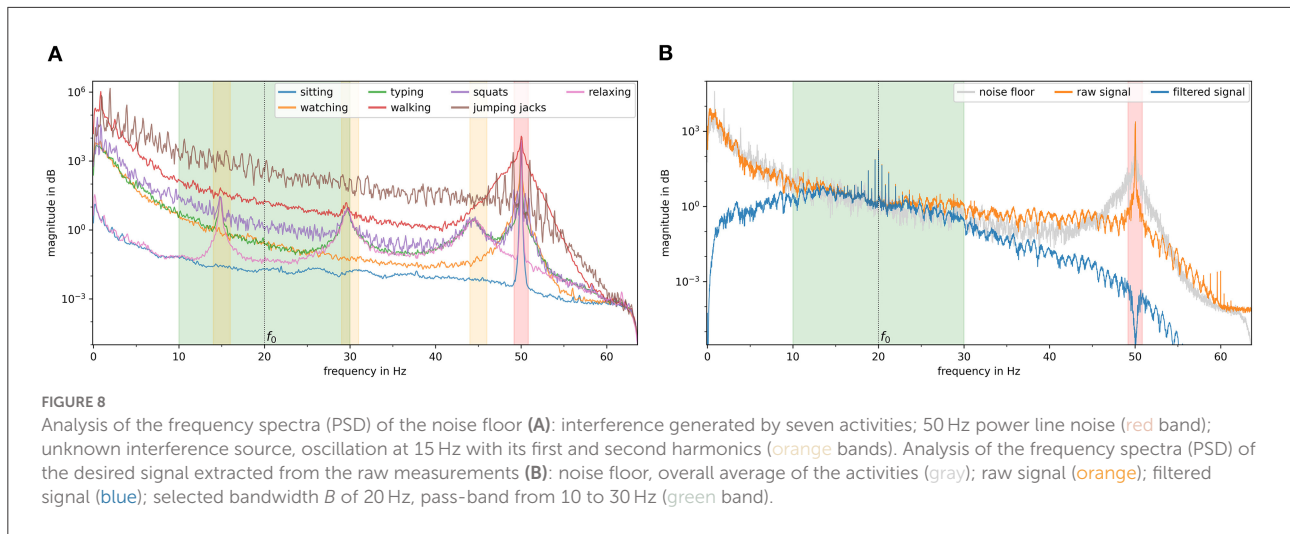 A
B
10⁶
10³
10⁰
10⁻³
magnitude in dB
sitting
watching
typing
walking
squats
jumping jacks
relaxing
f₀
0 10 20 30 40 50 60
frequency in Hz
10³
10⁰
10⁻³
magnitude in dB
noise floor
raw signal
filtered signal
f₀
0 10 20 30 40 50 60
frequency in Hz
FIGURE 8
Analysis of the frequency spectra (PSD) of the noise floor (A): interference generated by seven activities; 50 Hz power line noise (red band);
unknown interference source, oscillation at 15 Hz with its first and second harmonics (orange bands). Analysis of the frequency spectra (PSD) of
the desired signal extracted from the raw measurements (B): noise floor, overall average of the activities (gray); raw signal (orange); filtered
signal (blue); selected bandwidth B of 20 Hz, pass-band from 10 to 30 Hz (green band).